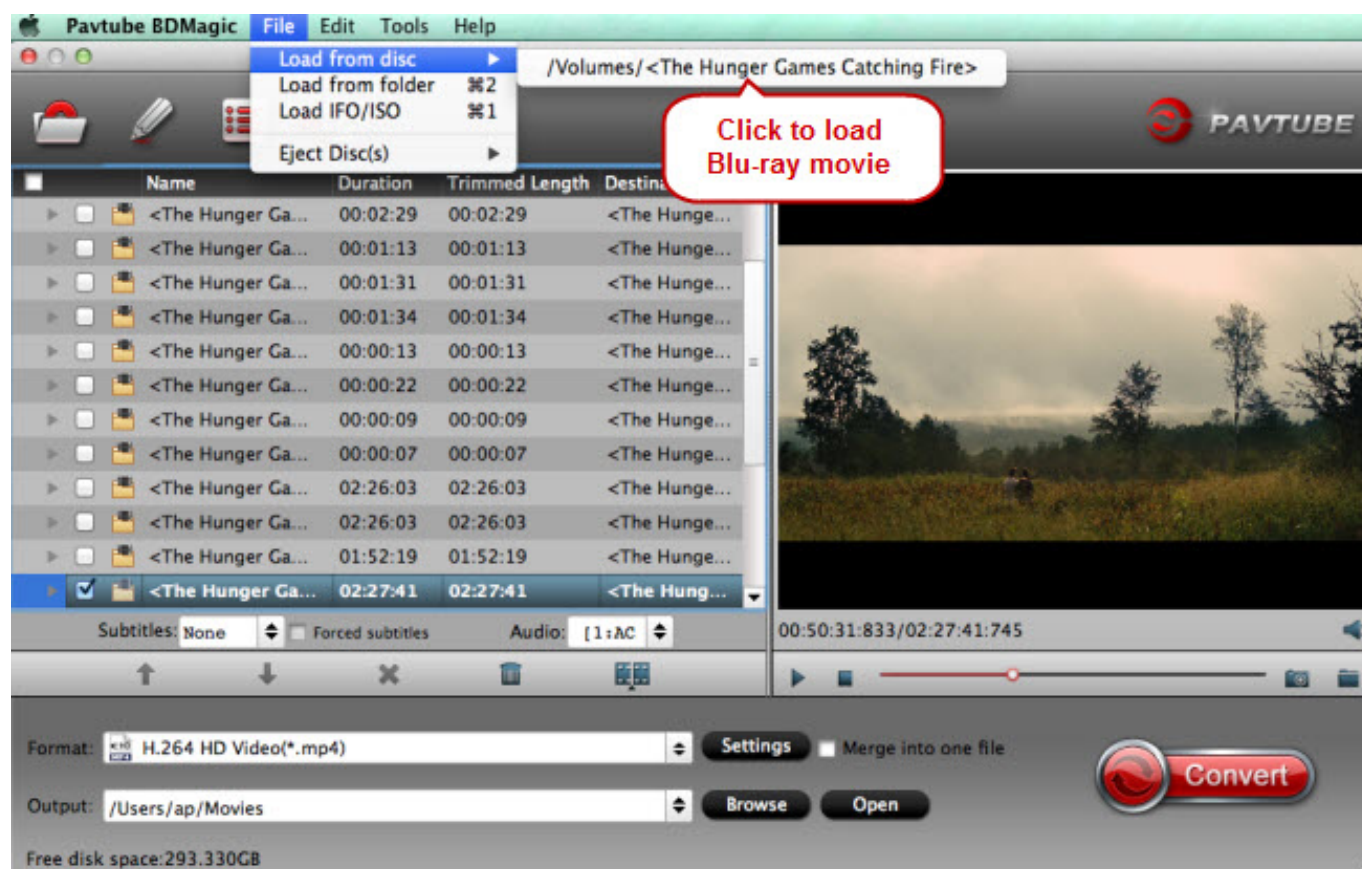 Pavtube BDMagic File Edit Tools Help
Load from disc
/Volumes/<The Hunger Games Catching Fire>
Load from folder ⌘2
Load IFO/ISO ⌘1
Eject Disc(s)
Click to load
Blu-ray movie
PAVTUBE
Name Duration Trimmed Length Destina
<The Hunger Ga... 00:02:29 00:02:29 <The Hunge...
<The Hunger Ga... 00:01:13 00:01:13 <The Hunge...
<The Hunger Ga... 00:01:31 00:01:31 <The Hunge...
<The Hunger Ga... 00:01:34 00:01:34 <The Hunge...
<The Hunger Ga... 00:00:13 00:00:13 <The Hunge...
<The Hunger Ga... 00:00:22 00:00:22 <The Hunge...
<The Hunger Ga... 00:00:09 00:00:09 <The Hunge...
<The Hunger Ga... 00:00:07 00:00:07 <The Hunge...
<The Hunger Ga... 02:26:03 02:26:03 <The Hunge...
<The Hunger Ga... 02:26:03 02:26:03 <The Hunge...
<The Hunger Ga... 01:52:19 01:52:19 <The Hunge...
<The Hunger Ga... 02:27:41 02:27:41 <The Hung...
Subtitles: None Forced subtitles Audio: [1:AC
00:50:31:833/02:27:41:745
Format: H.264 HD Video(*.mp4) Settings Merge into one file
Convert
Output: /Users/ap/Movies Browse Open
Free disk space:293.330GB